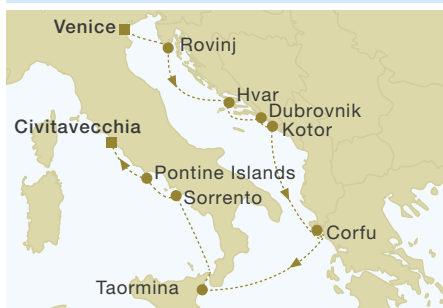 Venice
Rovinj
Hvar
Dubrovnik
Kotor
Civitavecchia
Pontine Islands
Sorrento
Corfu
Taormina